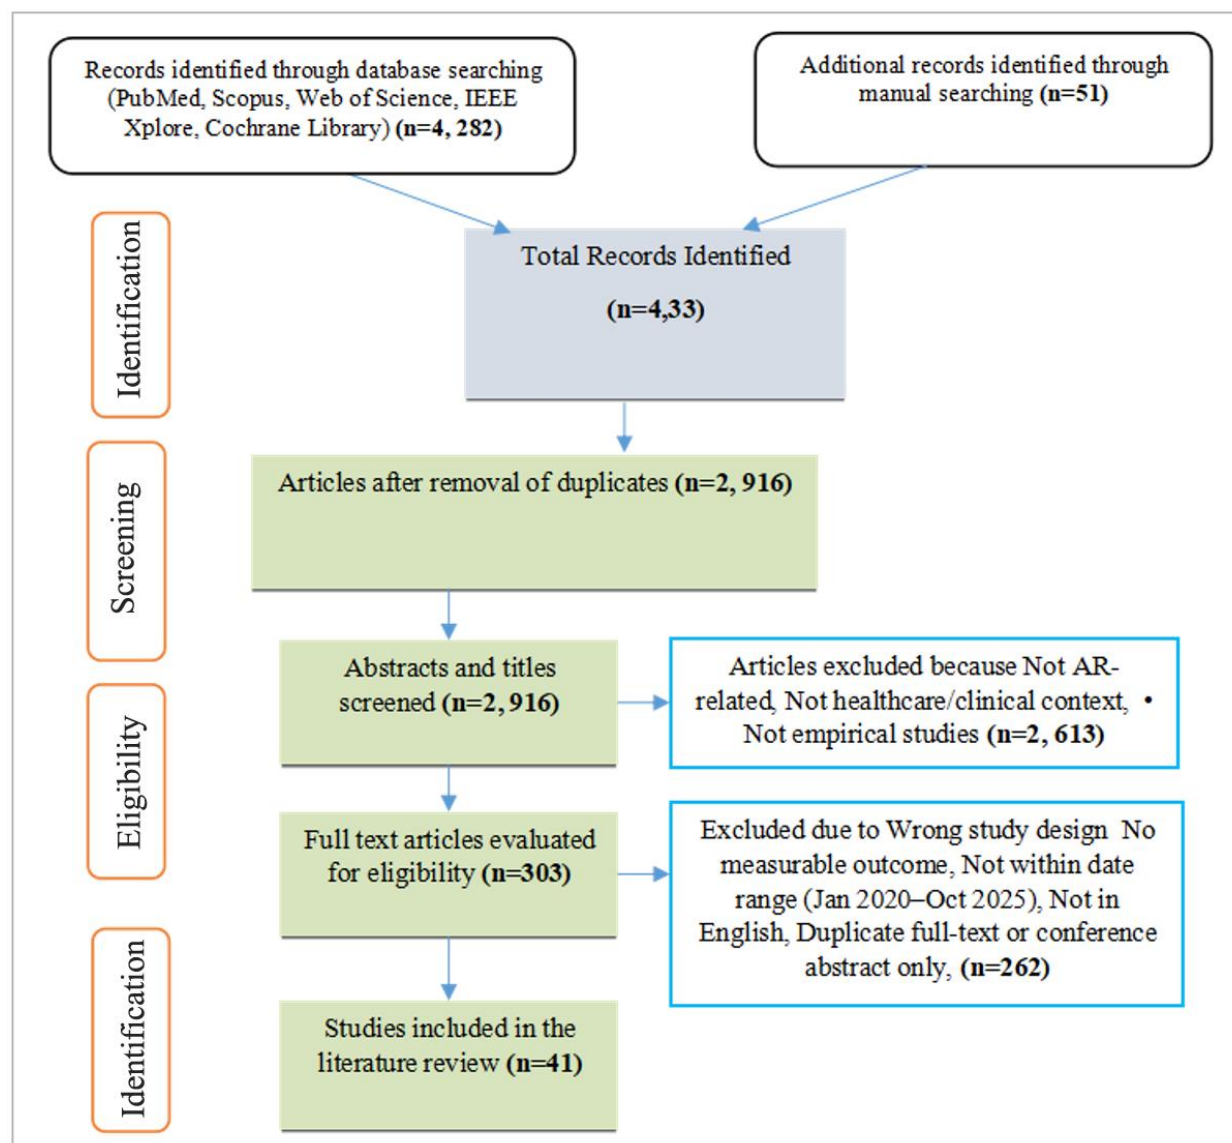 Records identified through database searching
(PubMed, Scopus, Web of Science, IEEE
Xplore, Cochrane Library) (n=4, 282)
Additional records identified through
manual searching (n=51)
Identification
Total Records Identified
(n=4,33)
Screening
Articles after removal of duplicates (n=2, 916)
Eligibility
Abstracts and titles
screened (n=2, 916)
Articles excluded because Not AR-
related, Not healthcare/clinical context, •
Not empirical studies (n=2, 613)
Full text articles evaluated
for eligibility (n=303)
Excluded due to Wrong study design No
measurable outcome, Not within date
range (Jan 2020–Oct 2025), Not in
English, Duplicate full-text or conference
abstract only, (n=262)
Identification
Studies included in the
literature review (n=41)